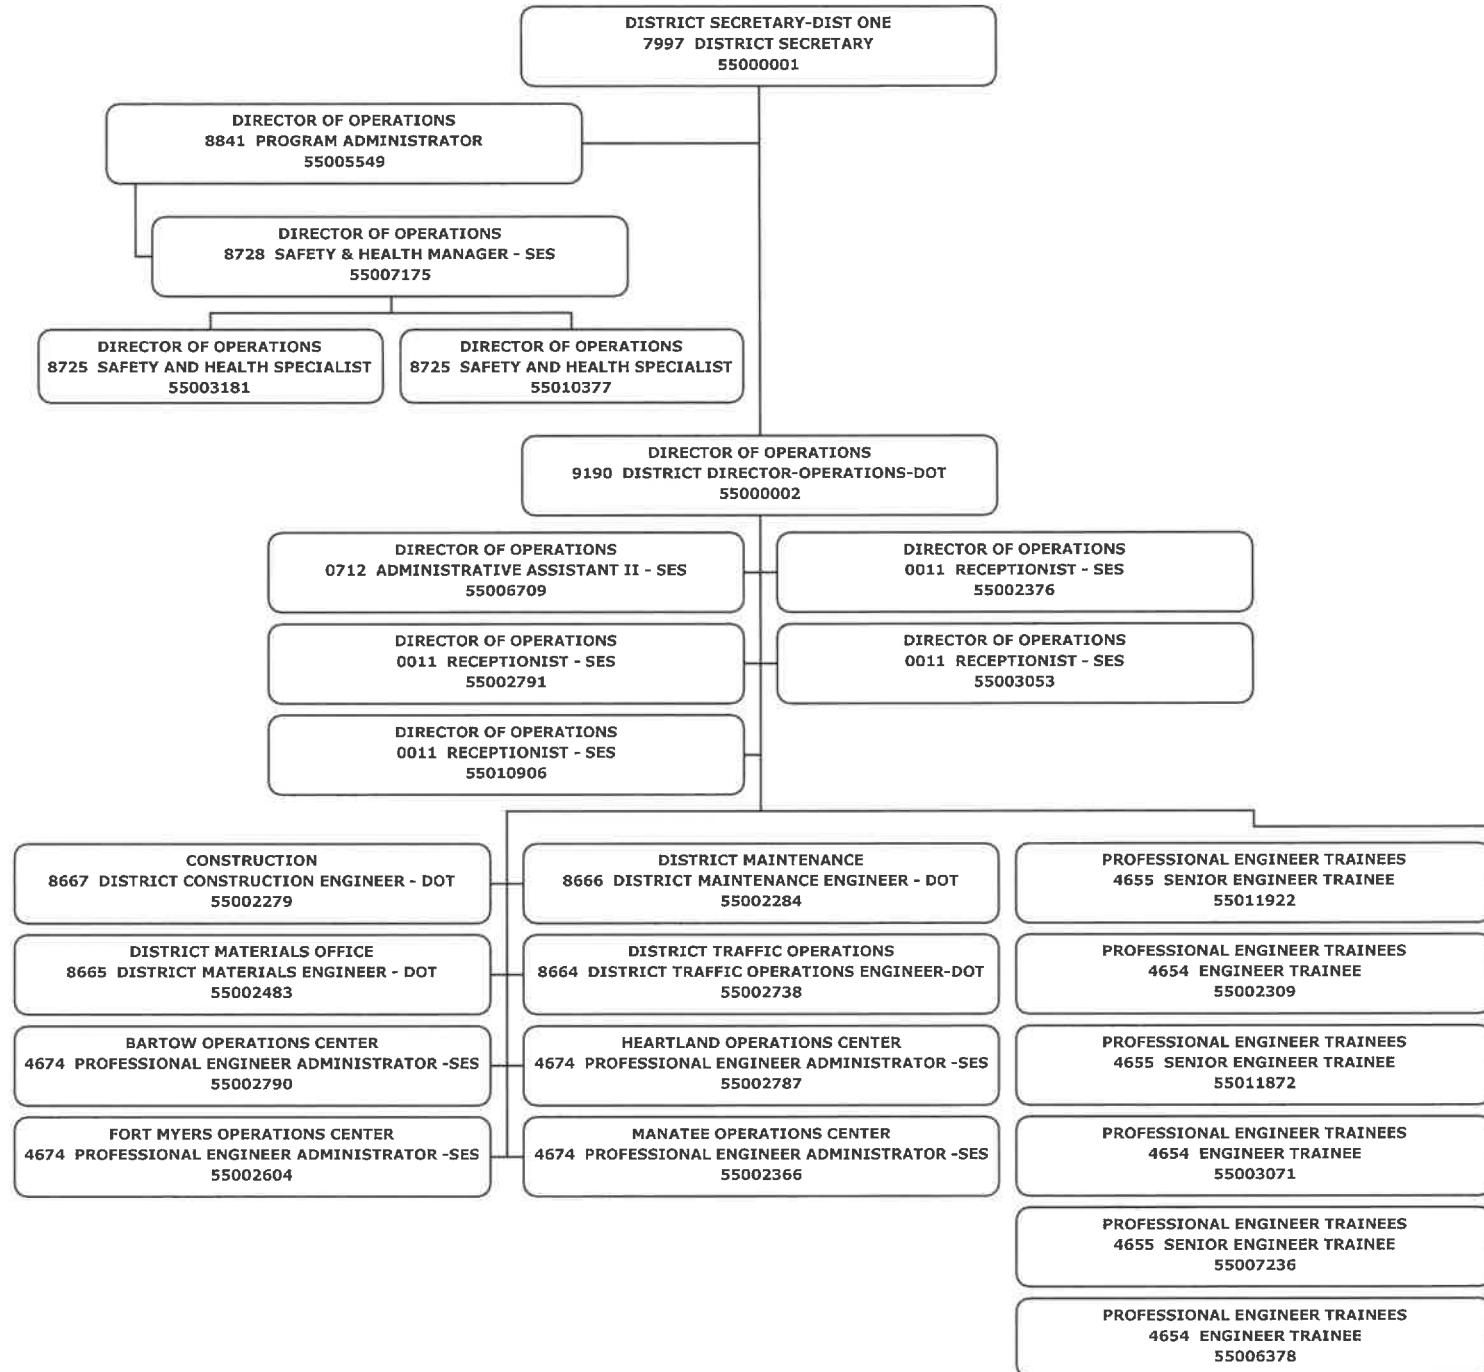 DISTRICT SECRETARY-DIST ONE
7997 DISTRICT SECRETARY
55000001
DIRECTOR OF OPERATIONS
8841 PROGRAM ADMINISTRATOR
55005549
DIRECTOR OF OPERATIONS
8728 SAFETY & HEALTH MANAGER - SES
55007175
DIRECTOR OF OPERATIONS
8725 SAFETY AND HEALTH SPECIALIST
55003181
DIRECTOR OF OPERATIONS
8725 SAFETY AND HEALTH SPECIALIST
55010377
DIRECTOR OF OPERATIONS
9190 DISTRICT DIRECTOR-OPERATIONS-DOT
55000002
DIRECTOR OF OPERATIONS
0712 ADMINISTRATIVE ASSISTANT II - SES
55006709
DIRECTOR OF OPERATIONS
0011 RECEPTIONIST - SES
55002376
DIRECTOR OF OPERATIONS
0011 RECEPTIONIST - SES
55002791
DIRECTOR OF OPERATIONS
0011 RECEPTIONIST - SES
55003053
DIRECTOR OF OPERATIONS
0011 RECEPTIONIST - SES
55010906
CONSTRUCTION
8667 DISTRICT CONSTRUCTION ENGINEER - DOT
55002279
DISTRICT MAINTENANCE
8666 DISTRICT MAINTENANCE ENGINEER - DOT
55002284
PROFESSIONAL ENGINEER TRAINEES
4655 SENIOR ENGINEER TRAINEE
55011922
DISTRICT MATERIALS OFFICE
8665 DISTRICT MATERIALS ENGINEER - DOT
55002483
DISTRICT TRAFFIC OPERATIONS
8664 DISTRICT TRAFFIC OPERATIONS ENGINEER-DOT
55002738
PROFESSIONAL ENGINEER TRAINEES
4654 ENGINEER TRAINEE
55002309
BARTOW OPERATIONS CENTER
4674 PROFESSIONAL ENGINEER ADMINISTRATOR -SES
55002790
HEARTLAND OPERATIONS CENTER
4674 PROFESSIONAL ENGINEER ADMINISTRATOR -SES
55002787
PROFESSIONAL ENGINEER TRAINEES
4655 SENIOR ENGINEER TRAINEE
55011872
FORT MYERS OPERATIONS CENTER
4674 PROFESSIONAL ENGINEER ADMINISTRATOR -SES
55002604
MANATEE OPERATIONS CENTER
4674 PROFESSIONAL ENGINEER ADMINISTRATOR -SES
55002366
PROFESSIONAL ENGINEER TRAINEES
4654 ENGINEER TRAINEE
55003071
PROFESSIONAL ENGINEER TRAINEES
4655 SENIOR ENGINEER TRAINEE
55007236
PROFESSIONAL ENGINEER TRAINEES
4654 ENGINEER TRAINEE
55006378